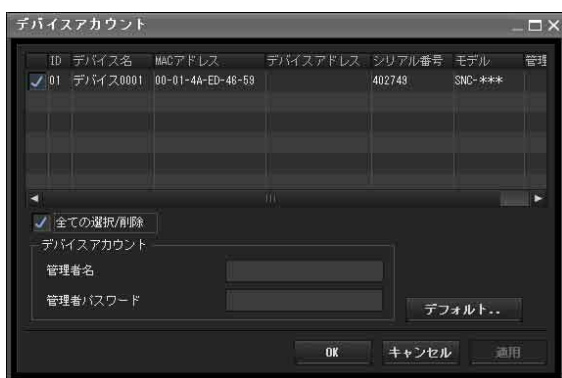 デバイスアカウント
ID デバイス名 MACアドレス デバイスアドレス シリアル番号 モデル 管理
01 デバイス0001 00-01-4A-ED-46-59 402749 SNC-***
全ての選択/削除
デバイスアカウント
管理者名
管理者パスワード
デフォルト..
OK キャンセル 適用